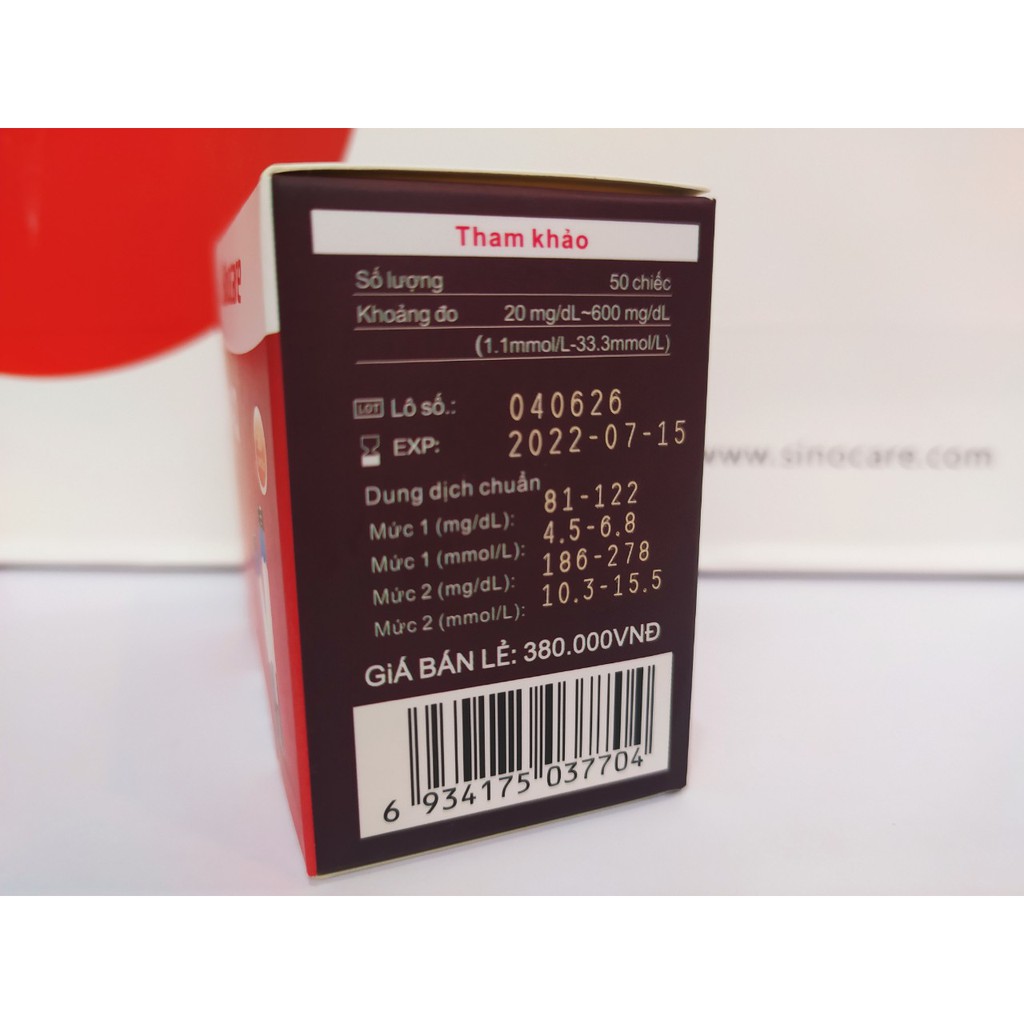 Tham khảo
Số lượng 50 chiếc
Khoảng đo 20 mg/dL~600 mg/dL
(1.1mmol/L-33.3mmol/L)
LOT Lô số.: 040626
EXP: 2022-07-15
Dung dịch chuẩn
Mức 1 (mg/dL): 81-122
Mức 1 (mmol/L): 4.5-6.8
Mức 2 (mg/dL): 186-278
Mức 2 (mmol/L): 10.3-15.5
GIÁ BÁN LẺ: 380.000VNĐ
6 934175 037704
www.sinocare.com